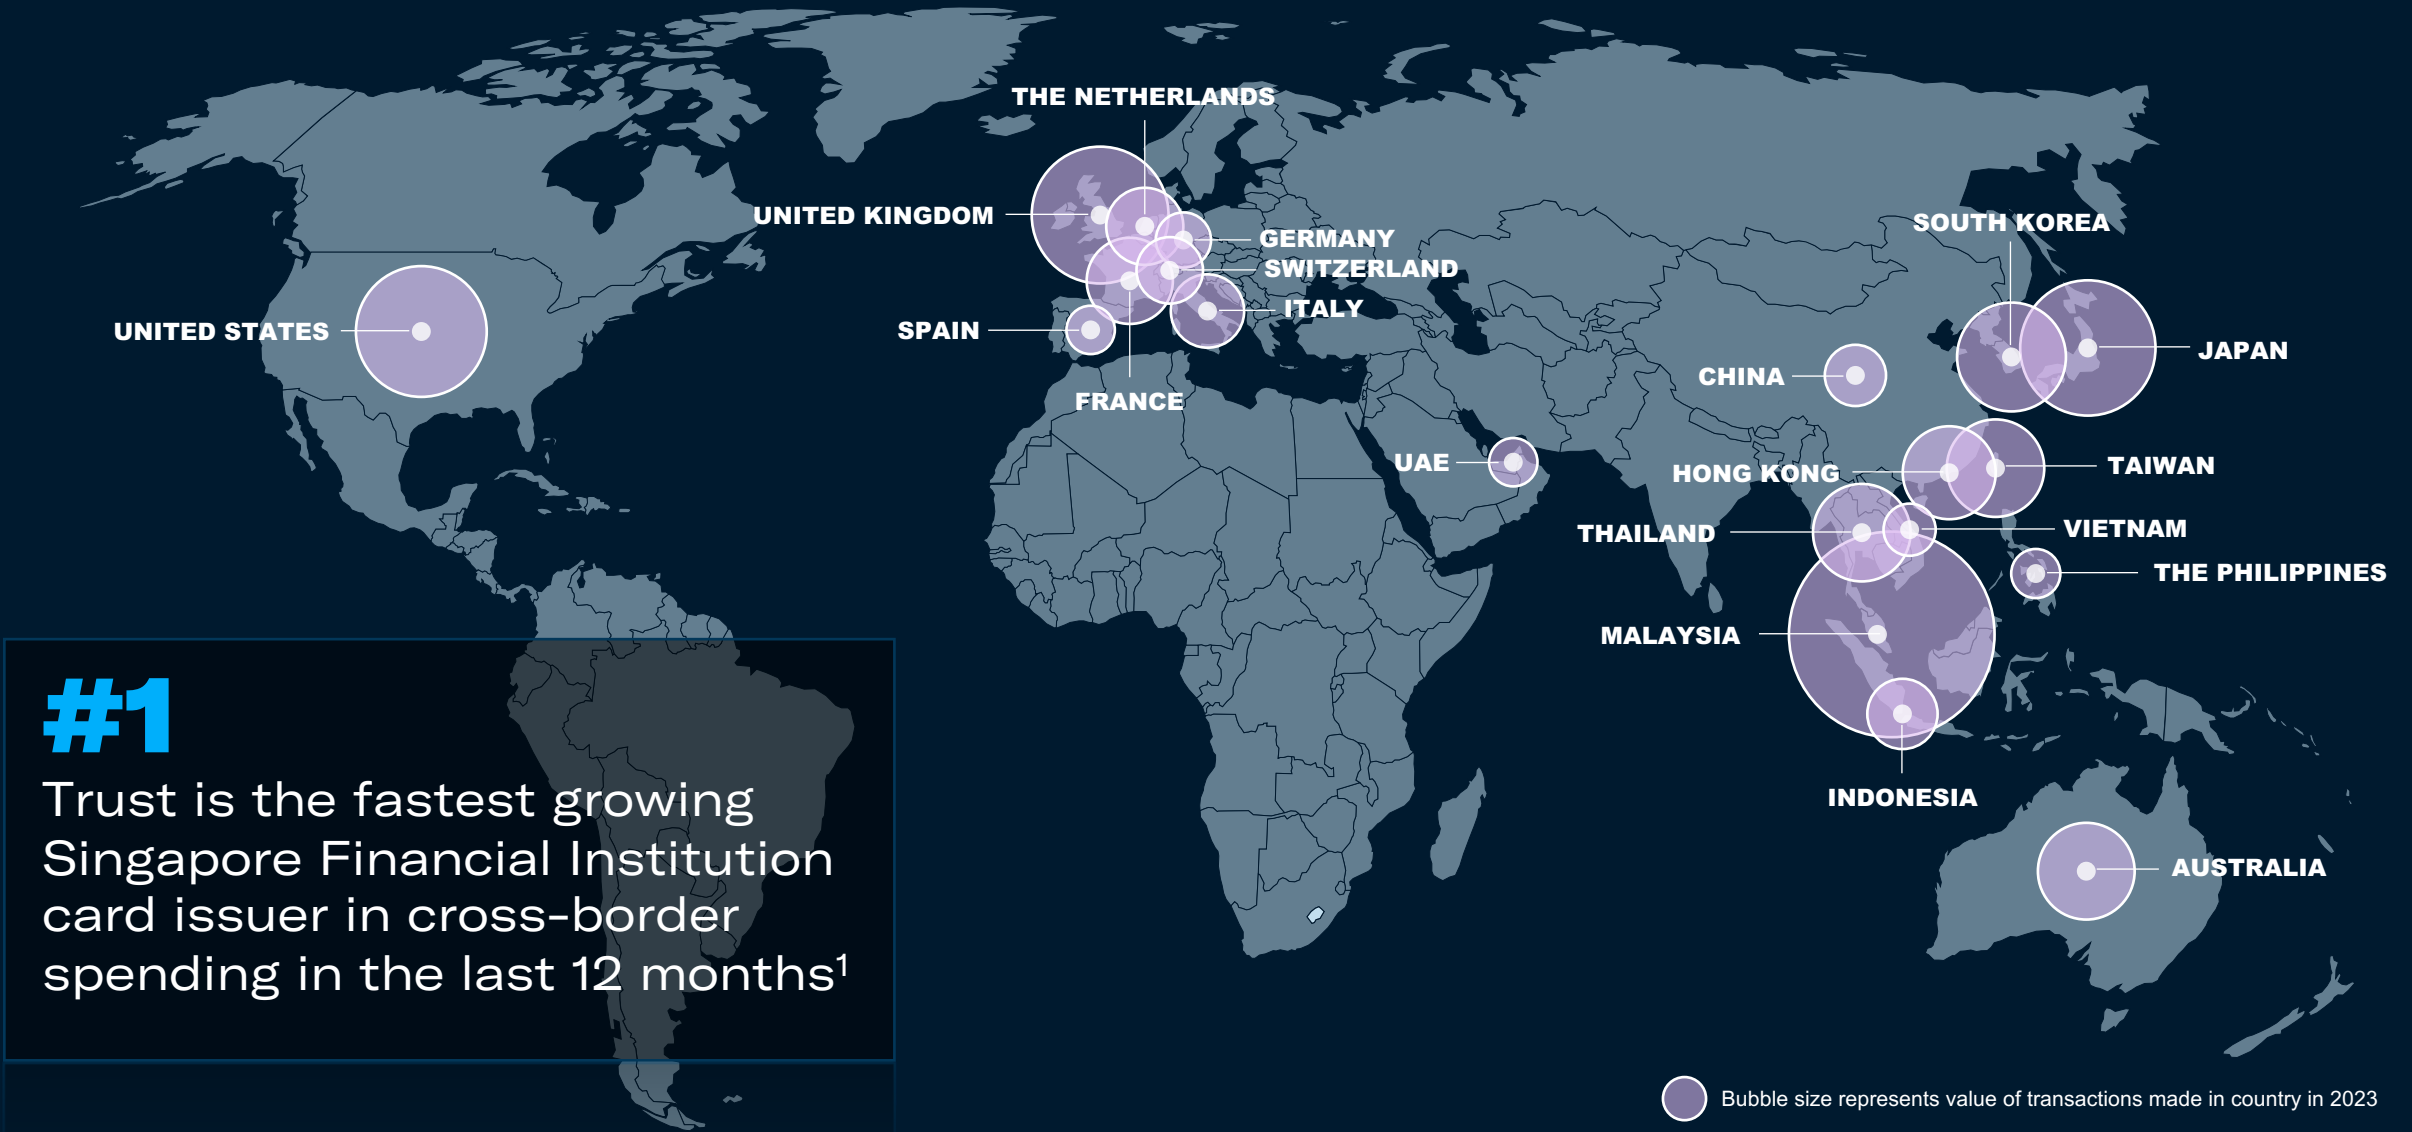 THE NETHERLANDS
UNITED KINGDOM
SOUTH KOREA
GERMANY
SWITZERLAND
ITALY
UNITED STATES
SPAIN
JAPAN
CHINA
FRANCE
UAE
HONG KONG
TAIWAN
THAILAND
VIETNAM
THE PHILIPPINES
MALAYSIA
INDONESIA
AUSTRALIA
#1
Trust is the fastest growing
Singapore Financial Institution
card issuer in cross-border
spending in the last 12 months¹
Bubble size represents value of transactions made in country in 2023